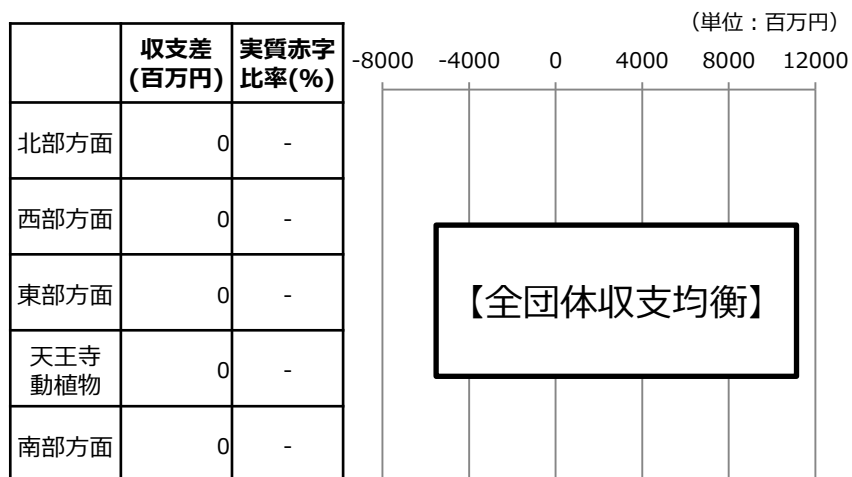 (単位：百万円)
収支差
(百万円)
実質赤字
比率(%)
-8000 -4000 0 4000 8000 12000
北部方面 0 -
西部方面 0 -
東部方面 0 -
天王寺
動植物 0 -
南部方面 0 -
【全団体収支均衡】